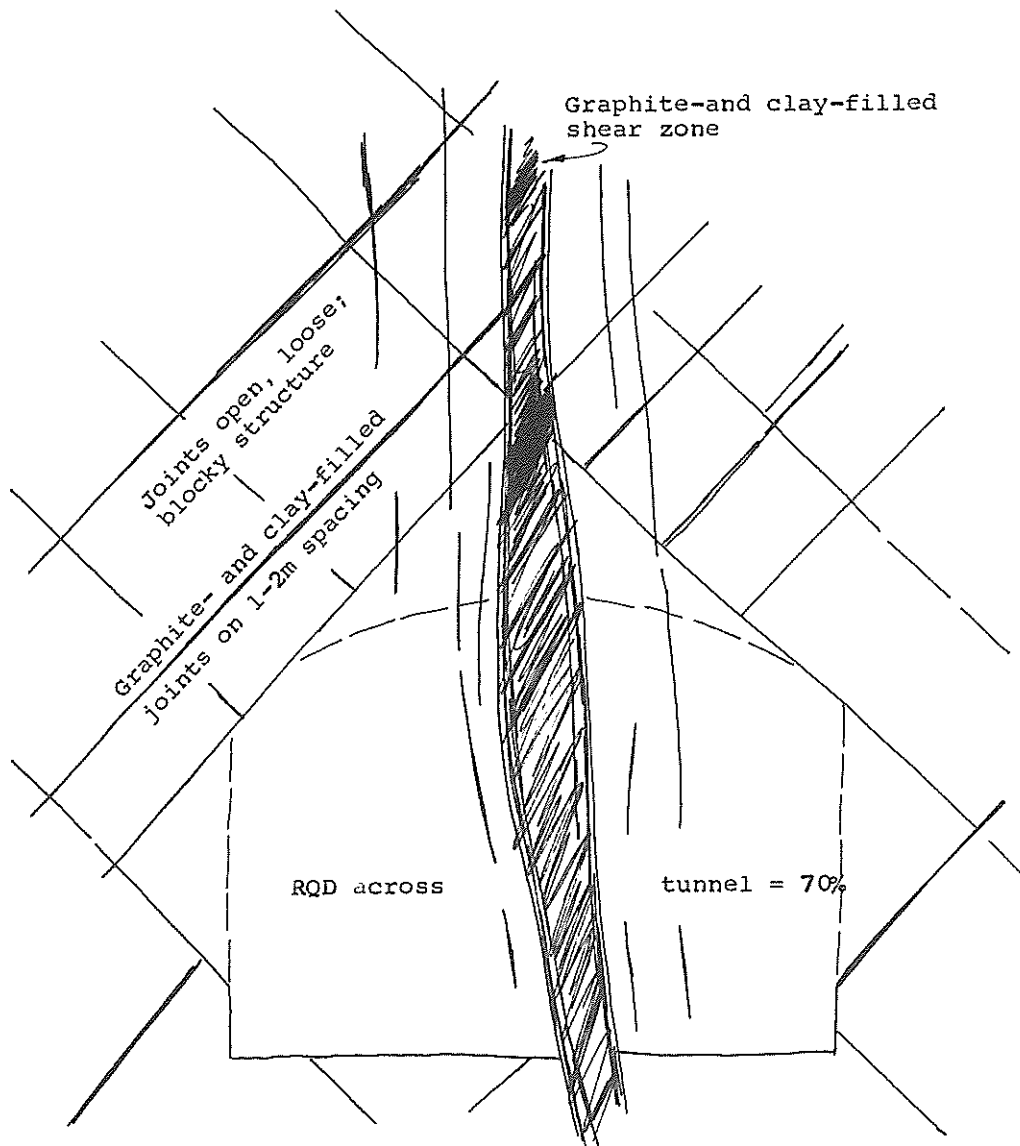 Graphite-and clay-filled
shear zone
Joints open, loose;
blocky structure
Graphite- and clay-filled
joints on 1-2m spacing
RQD across tunnel = 70%